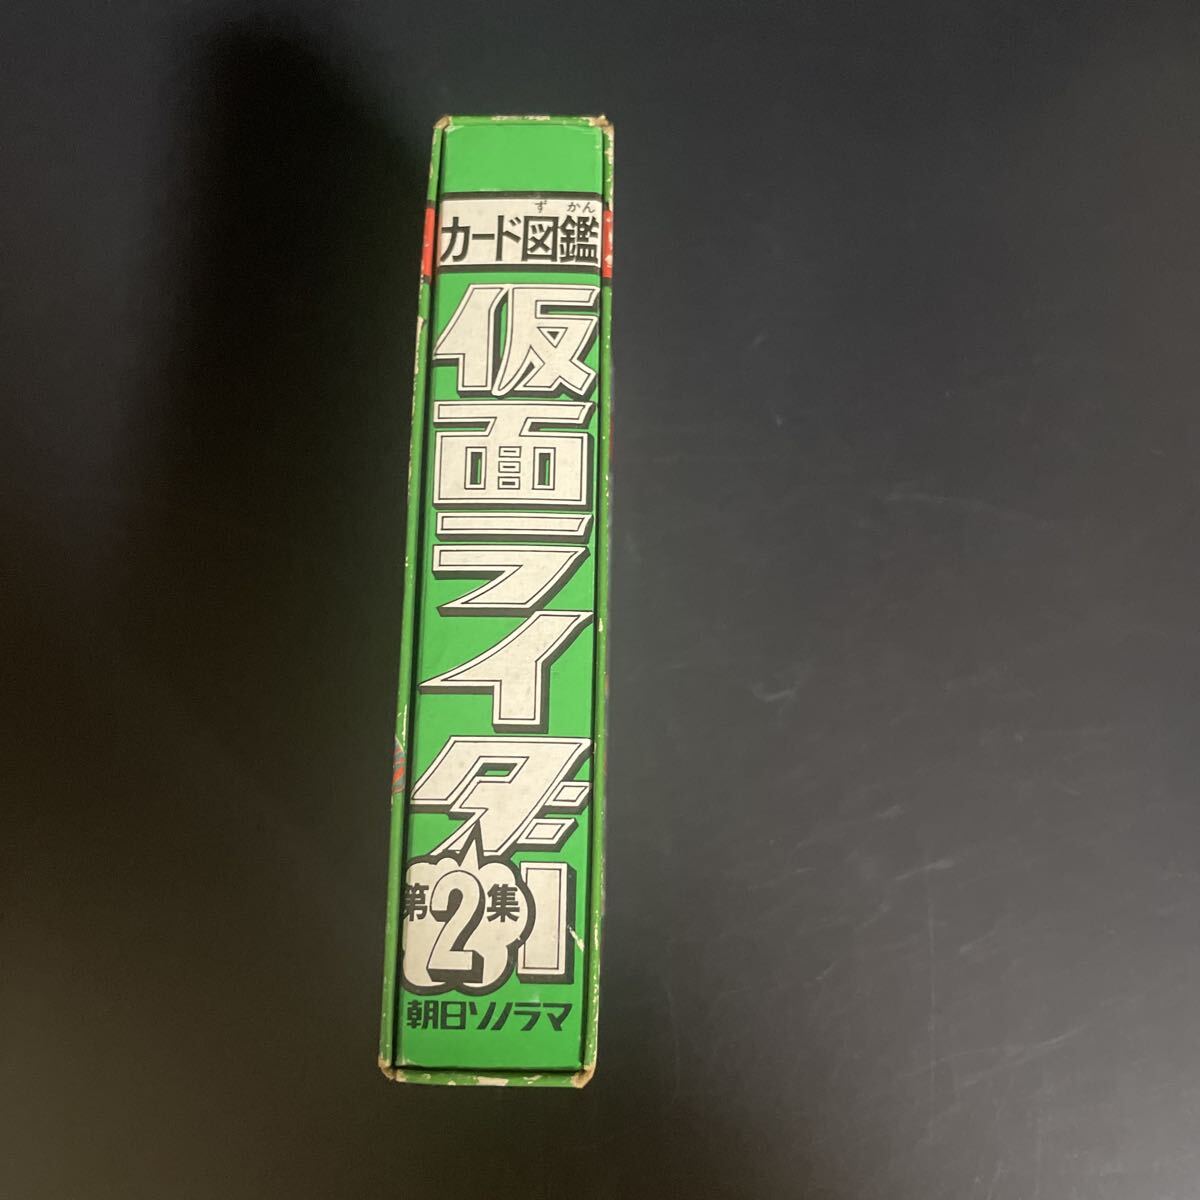 ず かん
カード図鑑
仮面ライダー
第2集
朝日ソノラマ